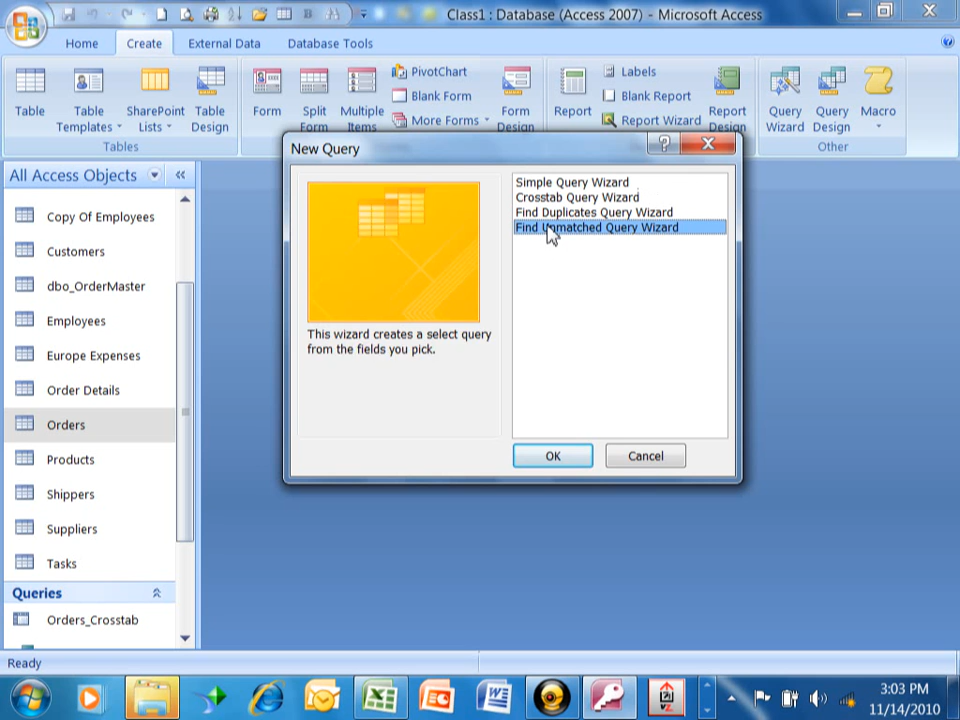 Class1 : Database (Access 2007) - Microsoft Access
Home
Create
External Data
Database Tools
Table
Table
Templates
SharePoint
Lists
Table
Design
Tables
Form
Split
Form
Multiple
Items
PivotChart
Blank Form
More Forms
Form
Design
Report
Labels
Blank Report
Report Wizard
Report
Design
Query
Wizard
Query
Design
Macro
Other
New Query
Simple Query Wizard
Crosstab Query Wizard
Find Duplicates Query Wizard
Find Unmatched Query Wizard
This wizard creates a select query
from the fields you pick.
OK
Cancel
All Access Objects
Copy Of Employees
Customers
dbo_OrderMaster
Employees
Europe Expenses
Order Details
Orders
Products
Shippers
Suppliers
Tasks
Queries
Orders_Crosstab
Ready
3:03 PM
11/14/2010